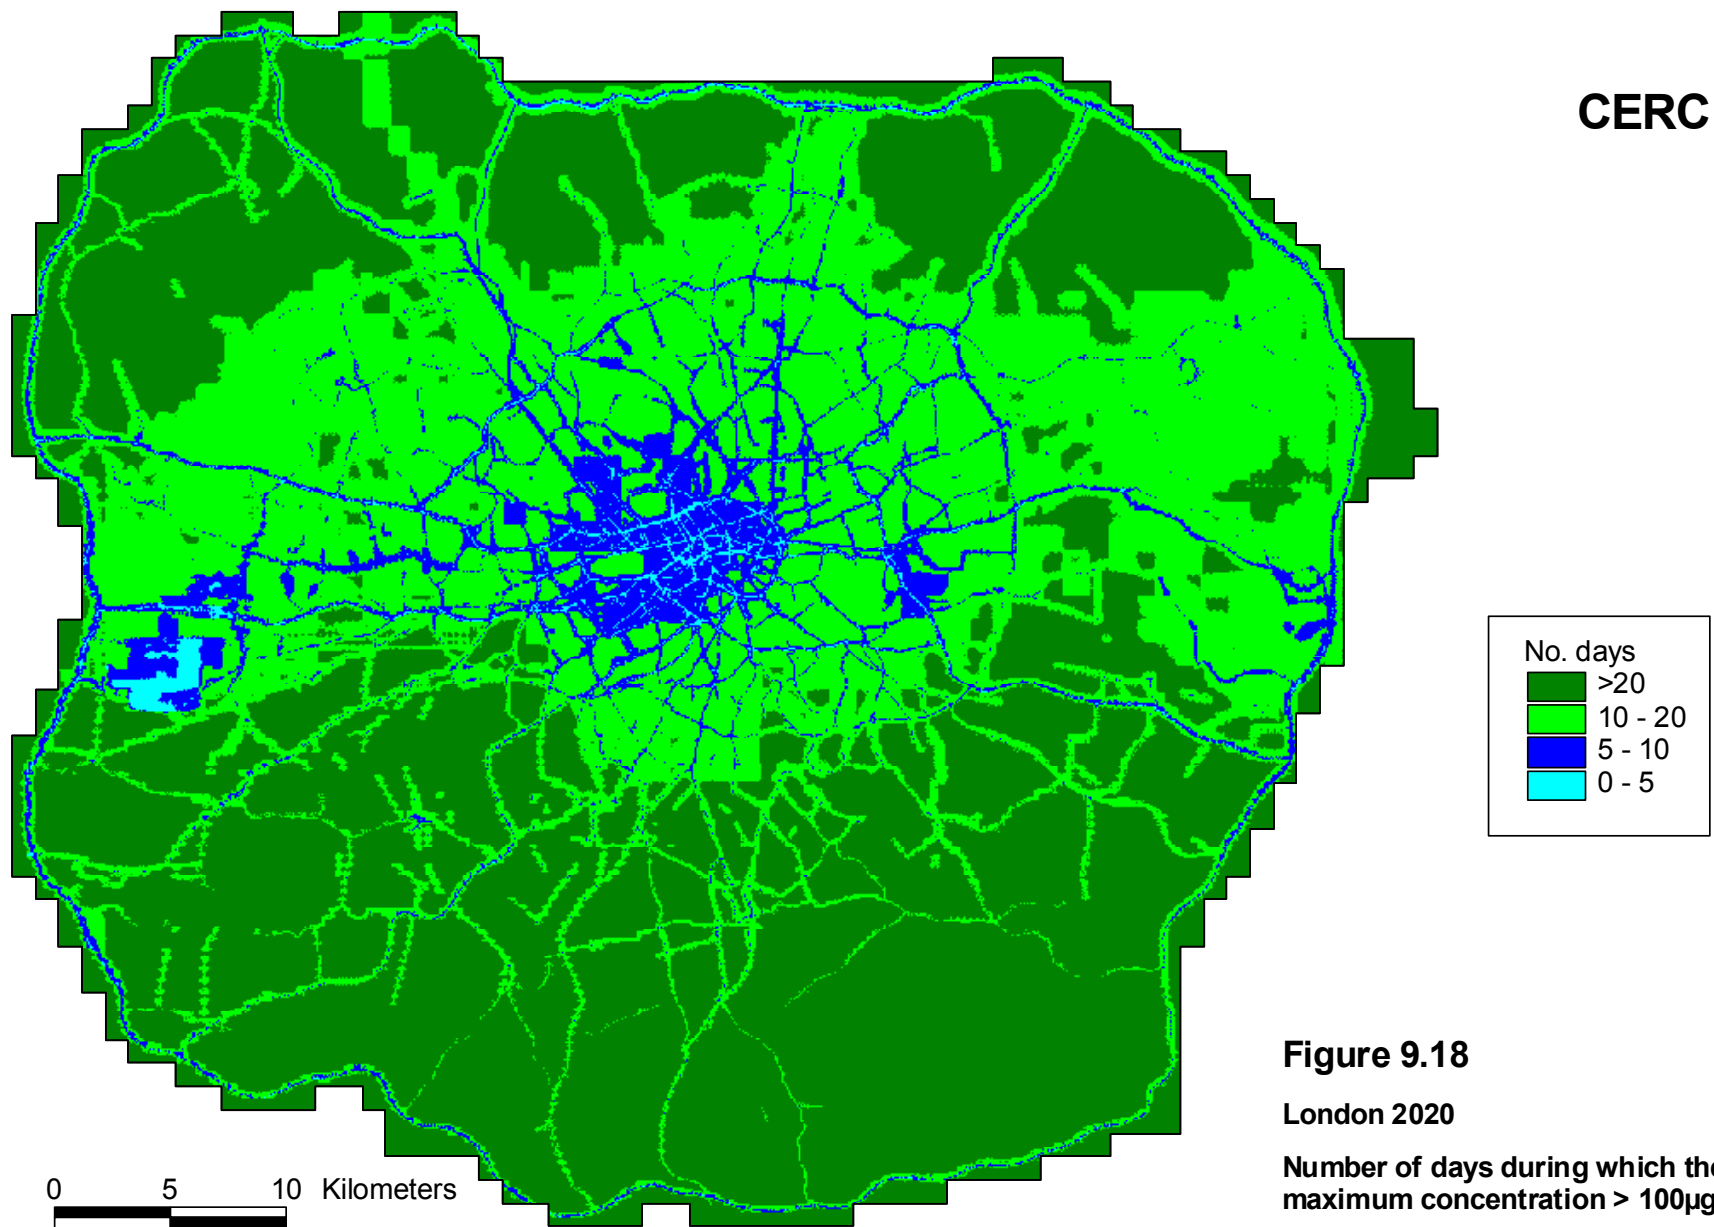 CERC
No. days
>20
10 - 20
5 - 10
0 - 5
Figure 9.18
London 2020
Number of days during which the
maximum concentration > 100µg
0 5 10 Kilometers